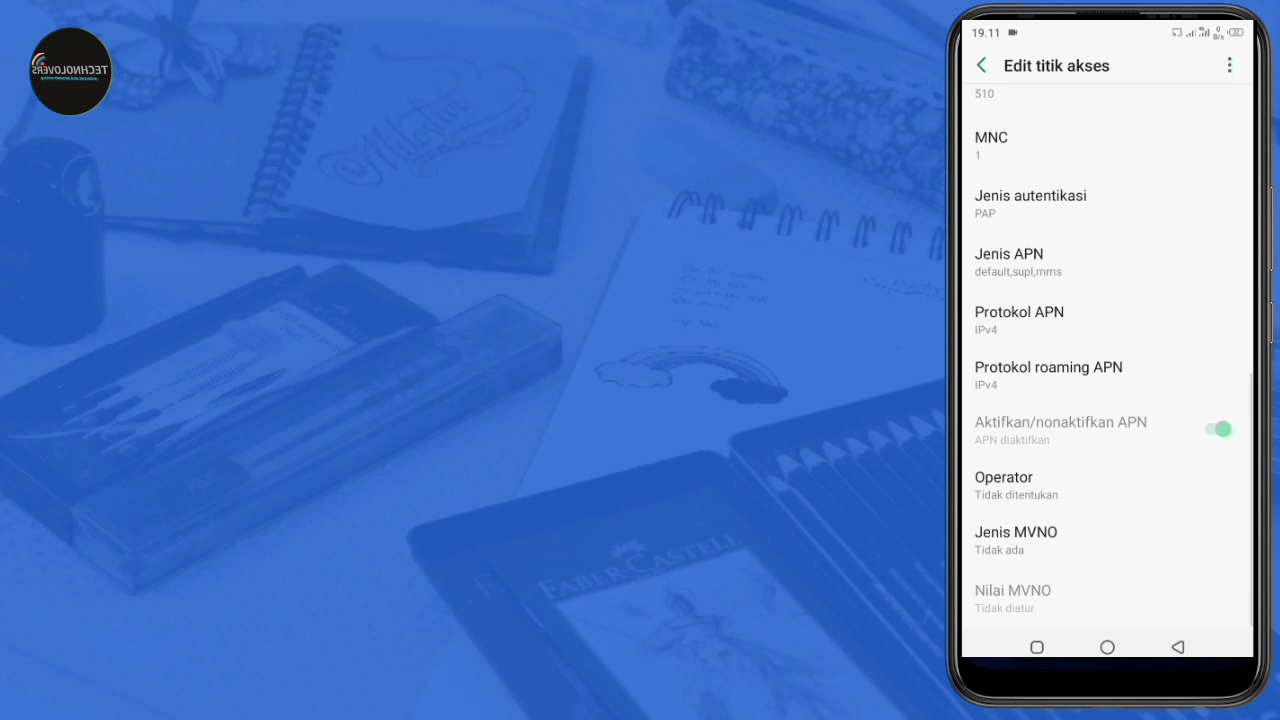 TECHNOLOVERS
FABER CASTELL
19.11
0
B/s
Edit titik akses
510
MNC
1
Jenis autentikasi
PAP
Jenis APN
default,supl,mms
Protokol APN
IPv4
Protokol roaming APN
IPv4
Aktifkan/nonaktifkan APN
APN diaktifkan
Operator
Tidak ditentukan
Jenis MVNO
Tidak ada
Nilai MVNO
Tidak diatur